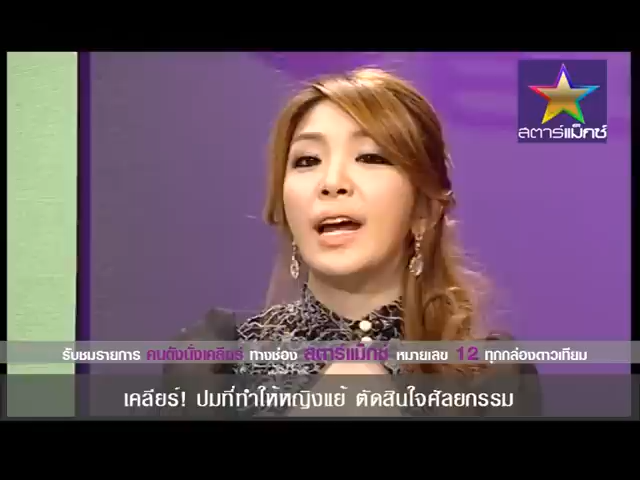 สตาร์แม็กซ์
รับชมรายการ คนดังนั่งเคลียร์ ทางช่อง สตาร์แม็กซ์ หมายเลข 12 ทุกกล่องดาวเทียม
เคลียร์! ปมที่ทำให้หญิงแย้ ตัดสินใจศัลยกรรม